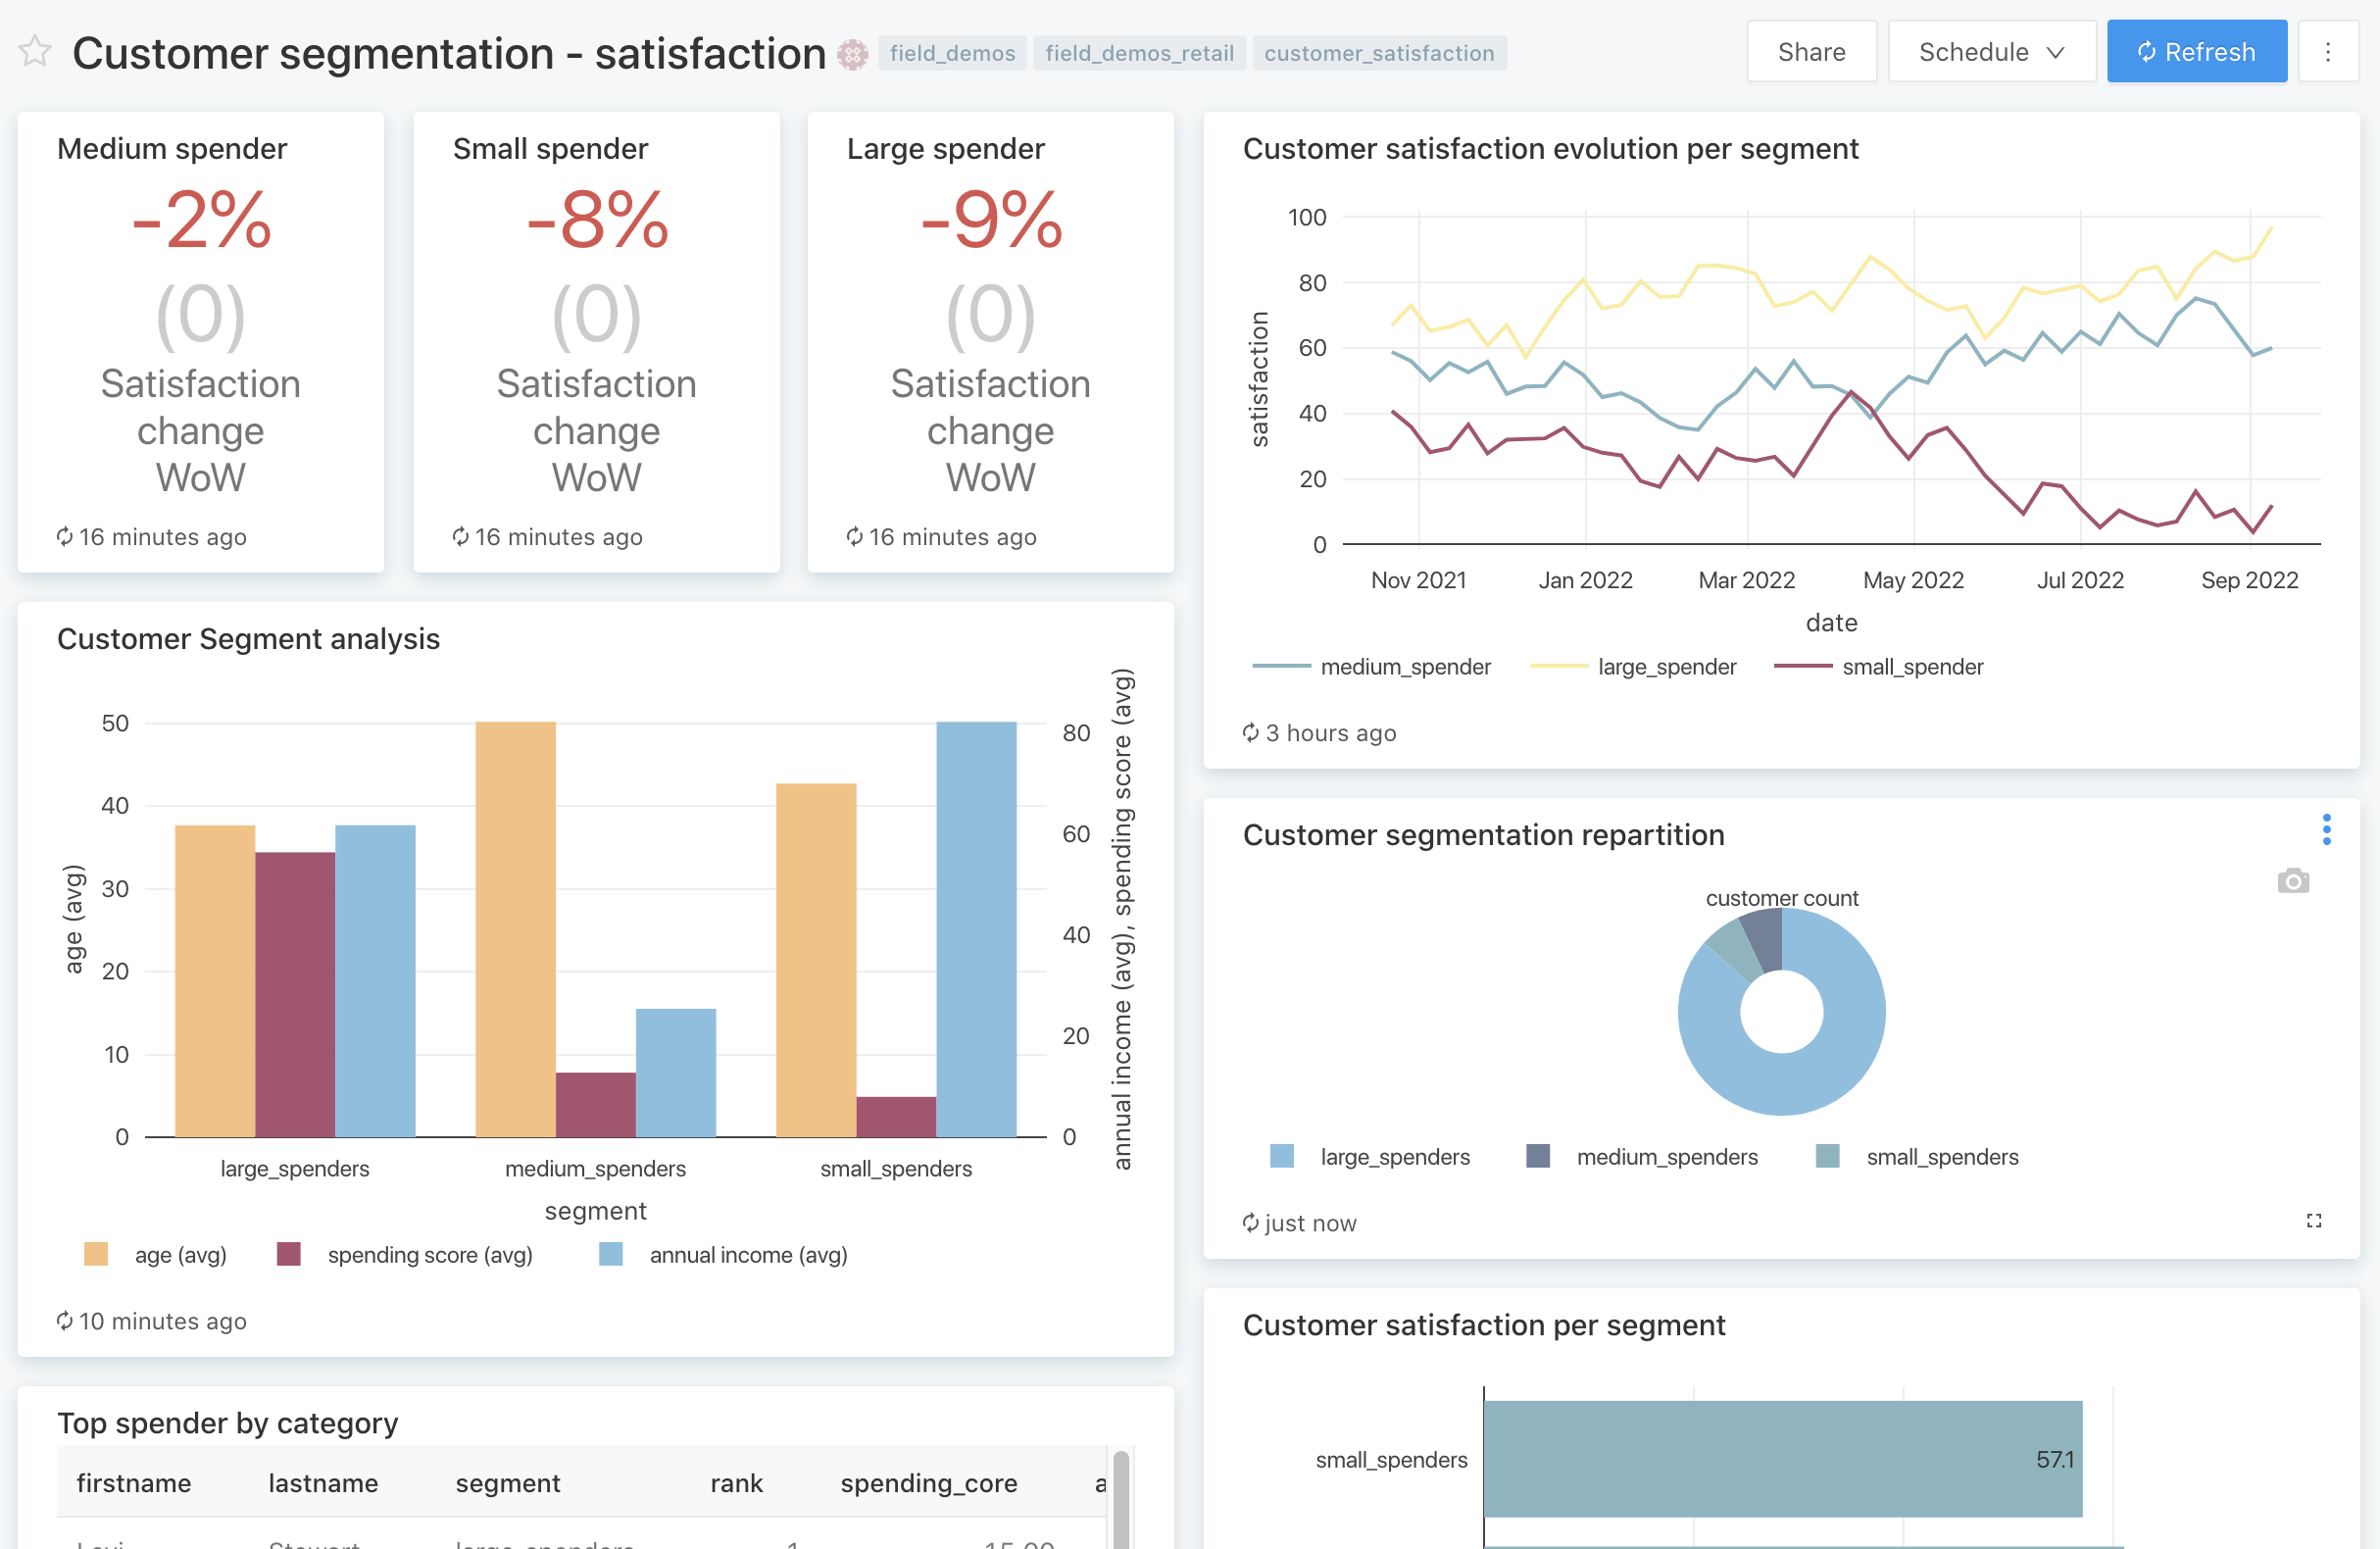 Customer segmentation - satisfaction
field_demos
field_demos_retail
customer_satisfaction
Share
Schedule
Refresh
Medium spender
-2%
(0)
Satisfaction
change
WoW
16 minutes ago
Small spender
-8%
(0)
Satisfaction
change
WoW
16 minutes ago
Large spender
-9%
(0)
Satisfaction
change
WoW
16 minutes ago
Customer satisfaction evolution per segment
satisfaction
100
80
60
40
20
0
Nov 2021
Jan 2022
Mar 2022
May 2022
Jul 2022
Sep 2022
date
medium_spender
large_spender
small_spender
3 hours ago
Customer Segment analysis
age (avg)
50
40
30
20
10
0
80
60
40
20
0
annual income (avg), spending score (avg)
large_spenders
medium_spenders
small_spenders
segment
age (avg)
spending score (avg)
annual income (avg)
10 minutes ago
Customer segmentation repartition
customer count
large_spenders
medium_spenders
small_spenders
just now
Top spender by category
firstname lastname segment rank spending_core a
Levi Stewart large_spenders 1 15.00
Customer satisfaction per segment
small_spenders
57.1